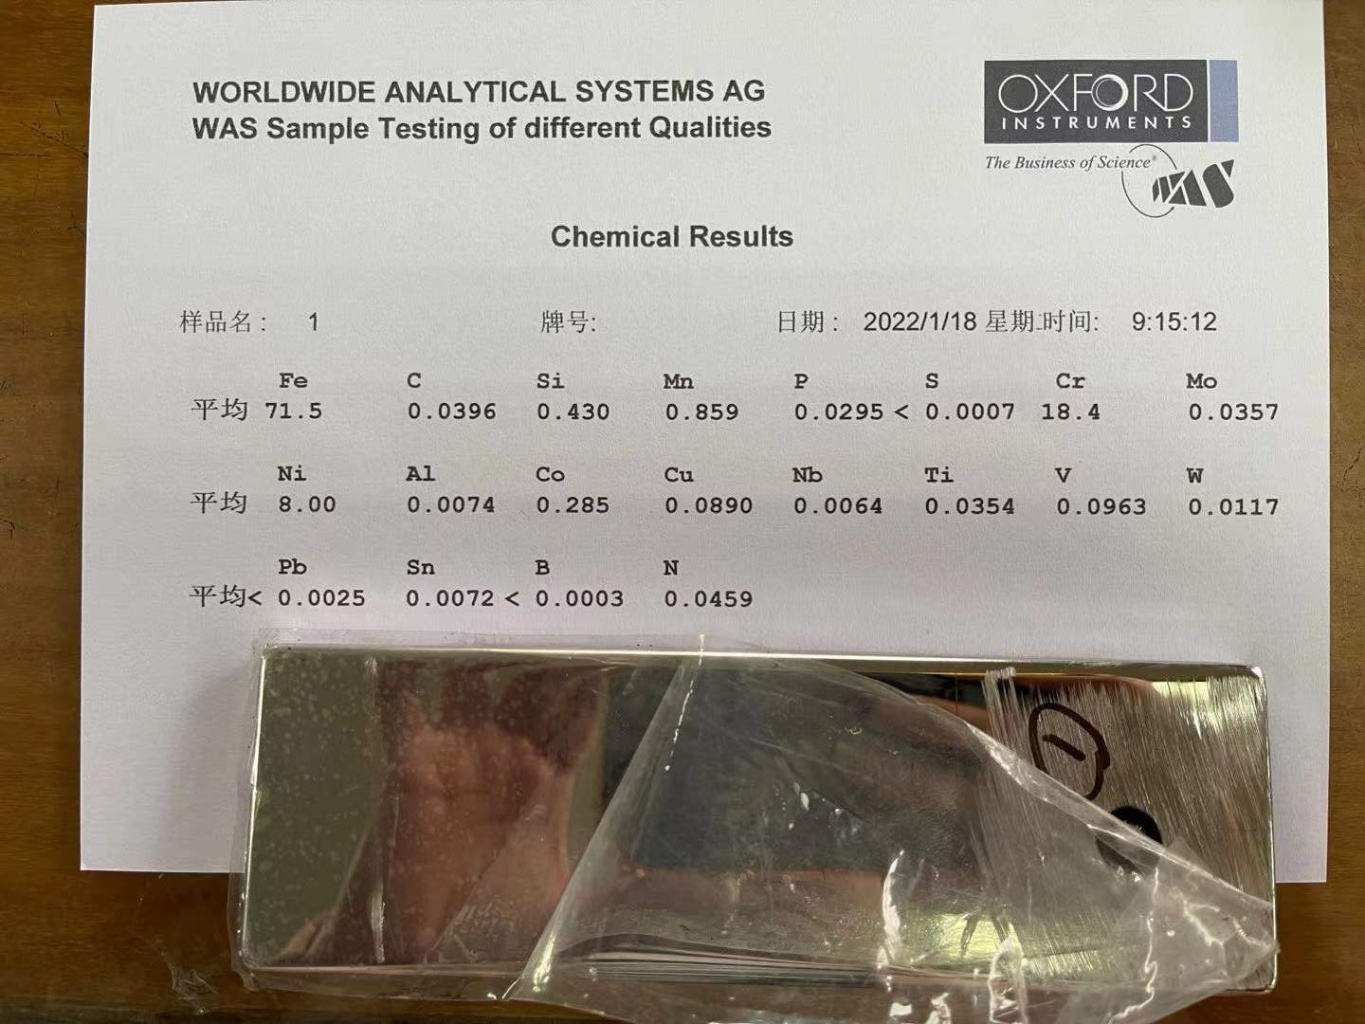 WORLDWIDE ANALYTICAL SYSTEMS AG
WAS Sample Testing of different Qualities
OXFORD
INSTRUMENTS
The Business of Science®
WAS
Chemical Results
样品名: 1 牌号: 日期: 2022/1/18 星期.时间: 9:15:12
Fe C Si Mn P S Cr Mo
平均 71.5 0.0396 0.430 0.859 0.0295 < 0.0007 18.4 0.0357
Ni Al Co Cu Nb Ti V W
平均 8.00 0.0074 0.285 0.0890 0.0064 0.0354 0.0963 0.0117
Pb Sn B N
平均< 0.0025 0.0072 < 0.0003 0.0459
①